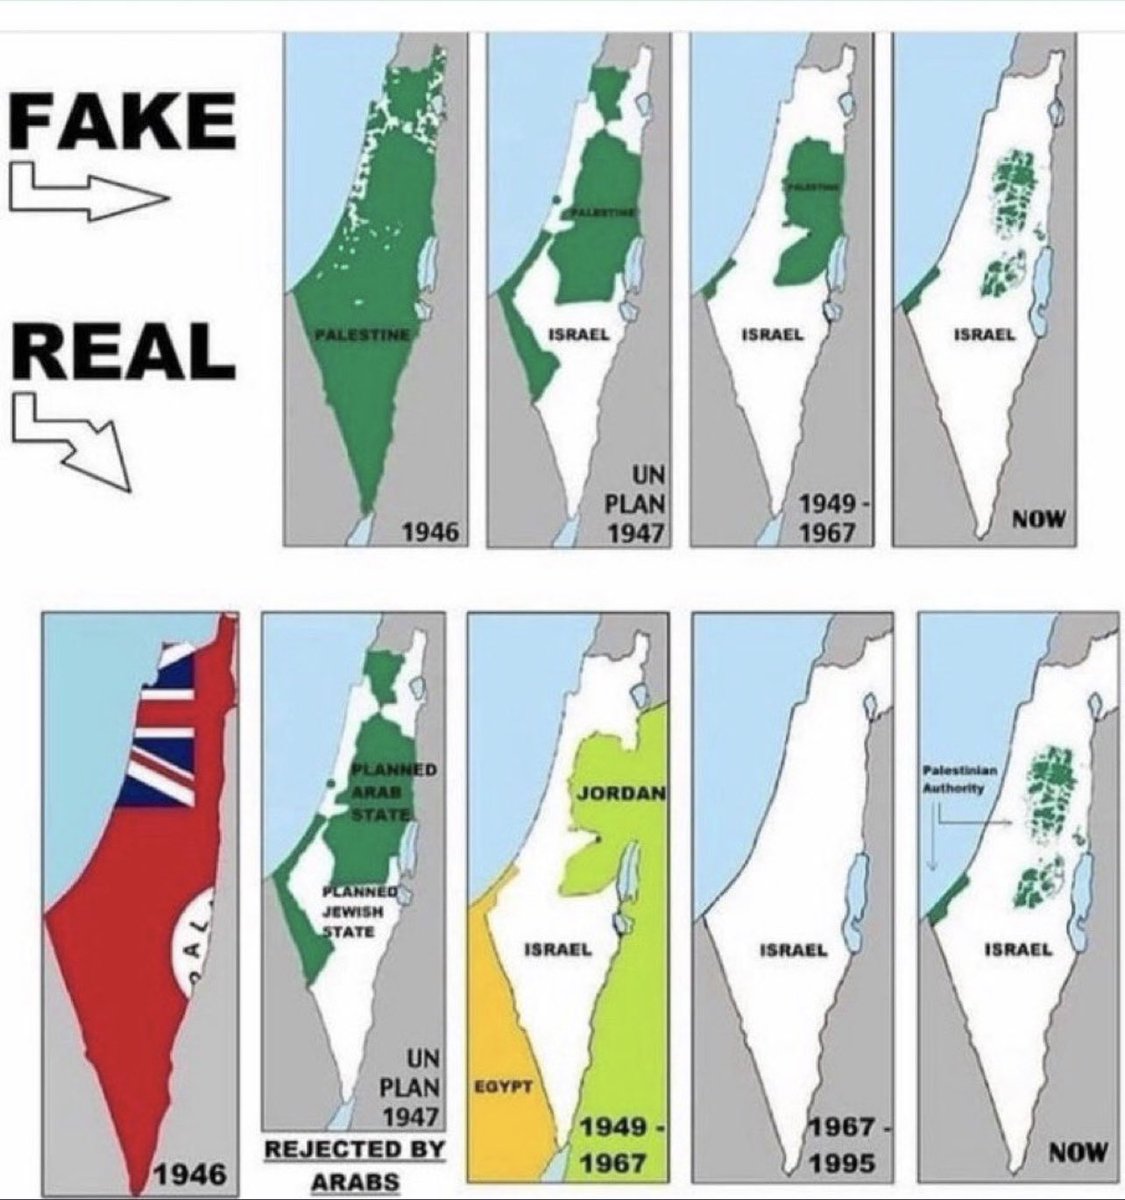 FAKE
REAL
PALESTINE
1946
PALESTINE
ISRAEL
UN
PLAN
1947
PALESTINE
ISRAEL
1949 -
1967
ISRAEL
NOW
PAL
1946
PLANNED
ARAB
STATE
PLANNED
JEWISH
STATE
UN
PLAN
1947
REJECTED BY
ARABS
JORDAN
ISRAEL
EGYPT
1949 -
1967
ISRAEL
1967 -
1995
Palestinian
Authority
ISRAEL
NOW